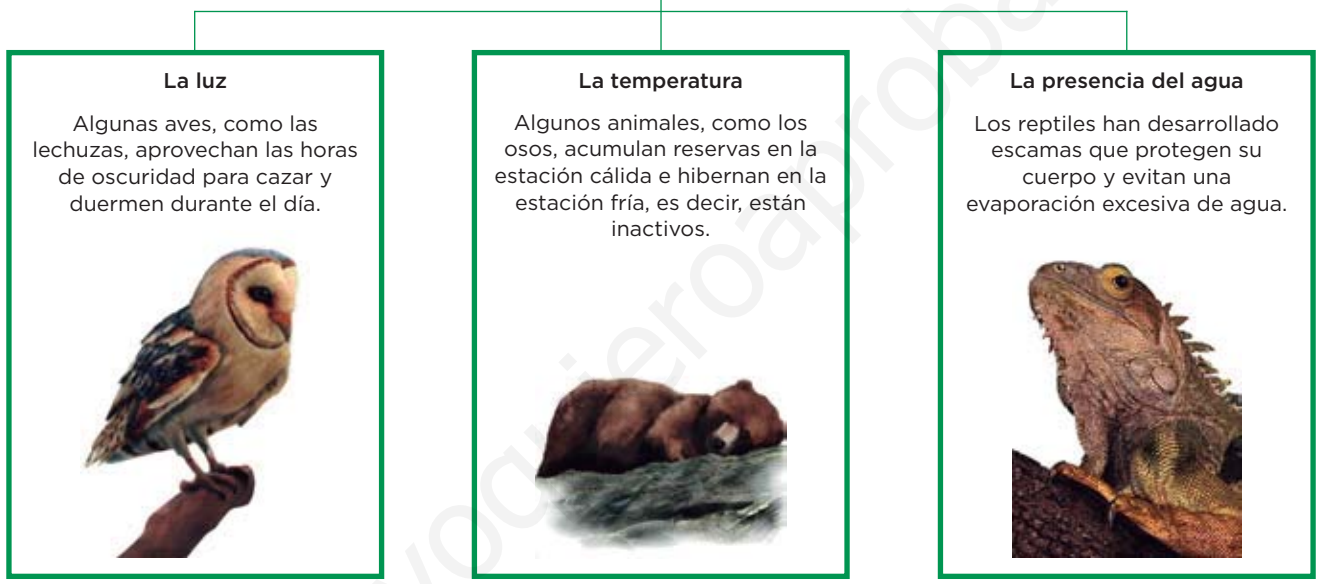 La luz
Algunas aves, como las
lechuzas, aprovechan las horas
de oscuridad para cazar y
duermen durante el día.
La temperatura
Algunos animales, como los
osos, acumulan reservas en la
estación cálida e hibernan en la
estación fría, es decir, están
inactivos.
La presencia del agua
Los reptiles han desarrollado
escamas que protegen su
cuerpo y evitan una
evaporación excesiva de agua.
yoquieroaproba